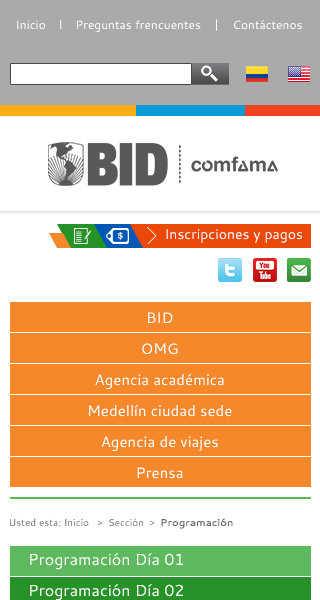 Inicio | Preguntas frencuentes | Contáctenos
BID comfama
$ Inscripciones y pagos
You Tube
BID
OMG
Agencia académica
Medellín ciudad sede
Agencia de viajes
Prensa
Usted esta: Inicio > Sección > Programación
Programación Día 01
Programación Día 02